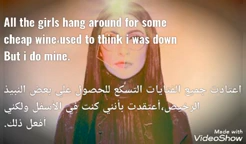 All the girls hang around for some
cheap wine.used to think i was down
But i do mine.
اعتادت جميع الفتيات التسكع للحصول على بعض النبيذ
الرخيص,أعتقدت بأنني كنت في الاسفل ولكني
افعل ذلك.
Made with
VideoShow